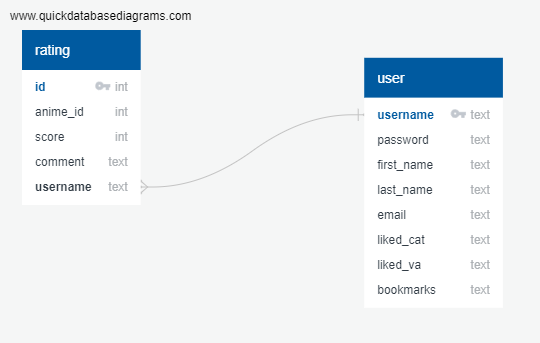 www.quickdatabasediagrams.com
rating
id int
anime_id int
score int
comment text
username text
user
username text
password text
first_name text
last_name text
email text
liked_cat text
liked_va text
bookmarks text